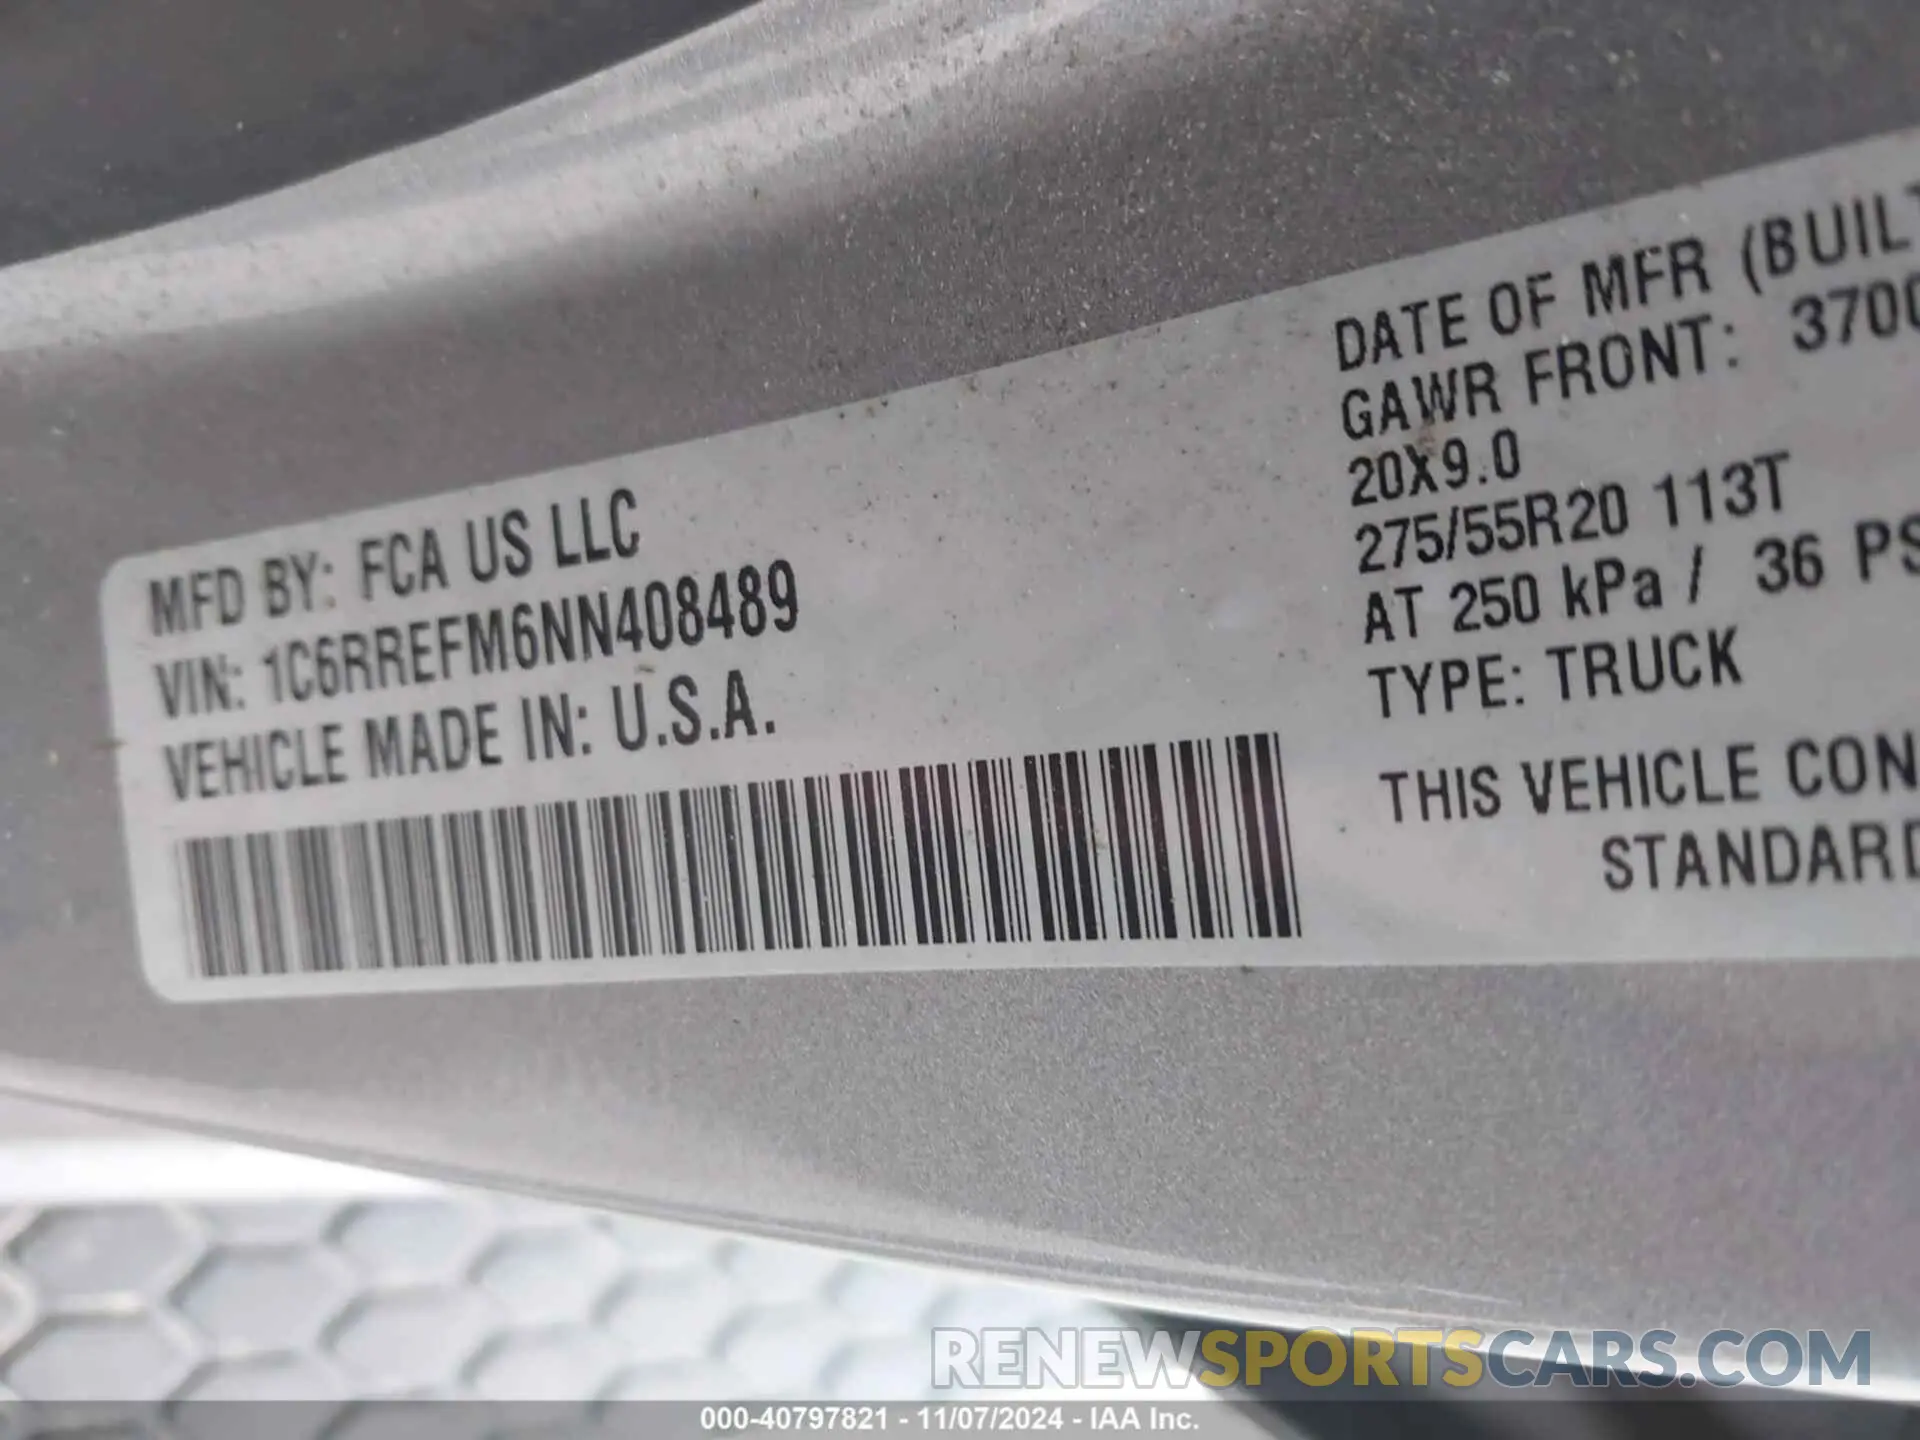 MFD BY: FCA US LLC
VIN: 1C6RREFM6NN408489
VEHICLE MADE IN: U.S.A.
DATE OF MFR (BUILT
GAWR FRONT: 3700
20X9.0
275/55R20 113T
AT 250 kPa / 36 PS
TYPE: TRUCK
THIS VEHICLE CON
STANDARD
RENEWSPORTSCARS.COM
000-40797821 - 11/07/2024 - IAA Inc.